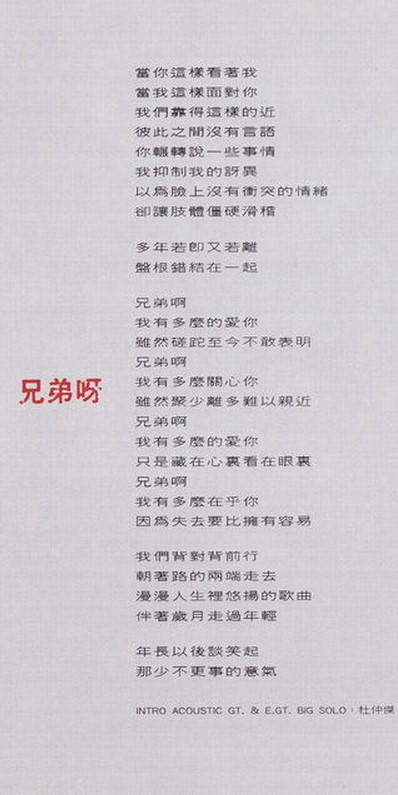 當你這樣看著我
當我這樣面對你
我們靠得這樣的近
彼此之間沒有言語
你輾轉說一些事情
我抑制我的訝異
以為臉上沒有衝突的情緒
卻讓肢體僵硬滑稽
多年若即又若離
盤根錯結在一起
兄弟啊
我有多麼的愛你
雖然磋跎至今不敢表明
兄弟啊
我有多麼關心你
雖然聚少離多難以親近
兄弟啊
我有多麼的愛你
只是藏在心裏看在眼裏
兄弟啊
我有多麼在乎你
因為失去要比擁有容易
我們背對背前行
朝著路的兩端走去
漫漫人生裡悠揚的歌曲
伴著歲月走過年輕
年長以後談笑起
那少不更事的意氣
兄弟呀
INTRO ACOUSTIC GT. & E.GT. BIG SOLO：杜仲傑